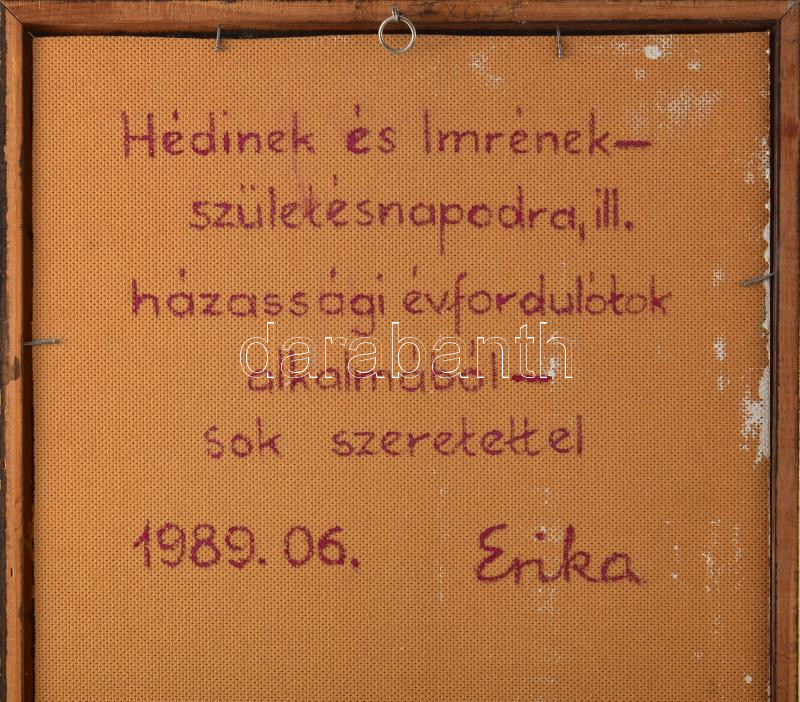 Hédinek és Imrének—
születésnapodra, ill.
házassági évfordulótok
darabanth
alkalmából —
sok szeretettel
1989. 06. Erika